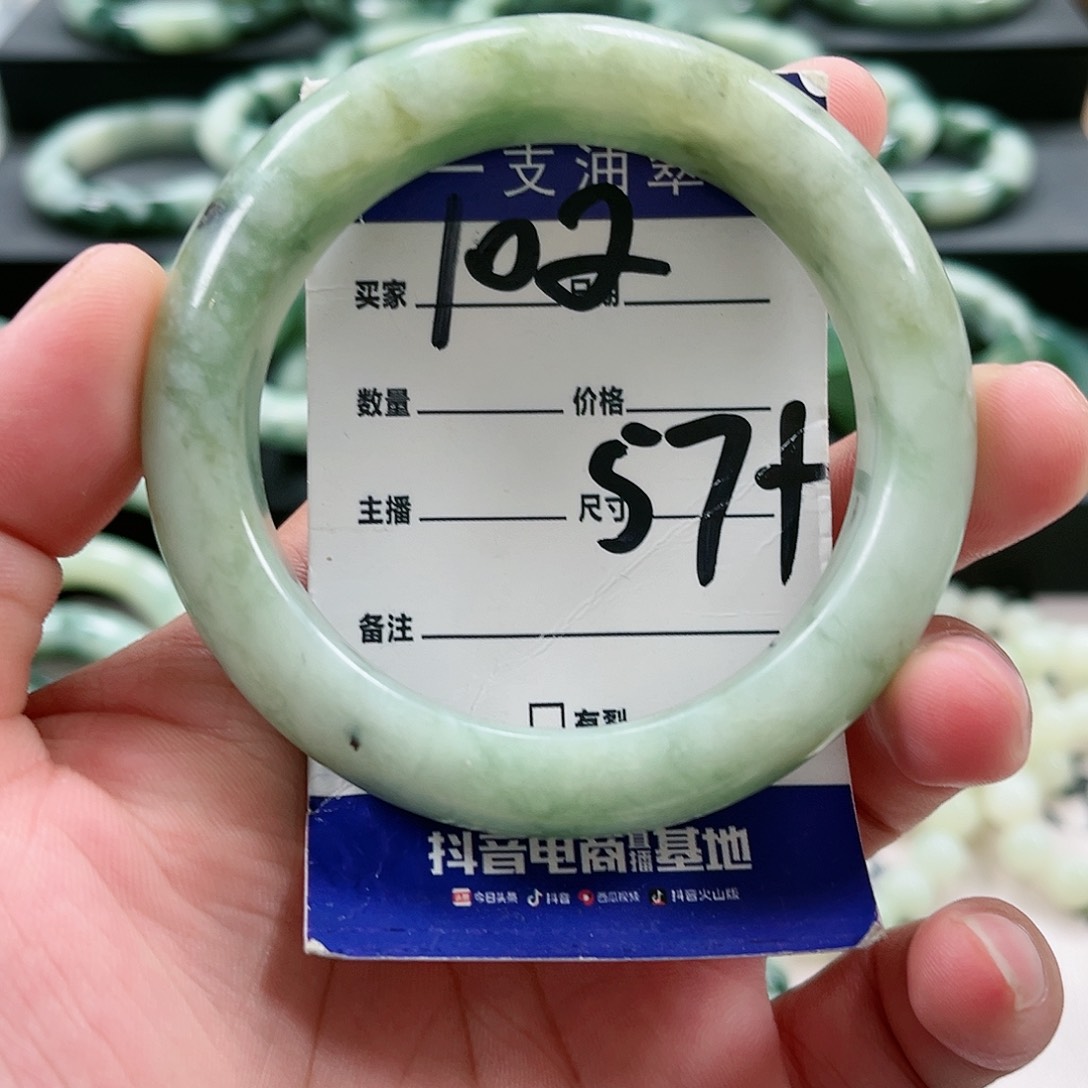 一支油翠
102
买家 日期
数量 价格
57+
主播 尺寸
备注
有裂
抖音电商直播基地
今日头条 抖音 西瓜视频 抖音火山版